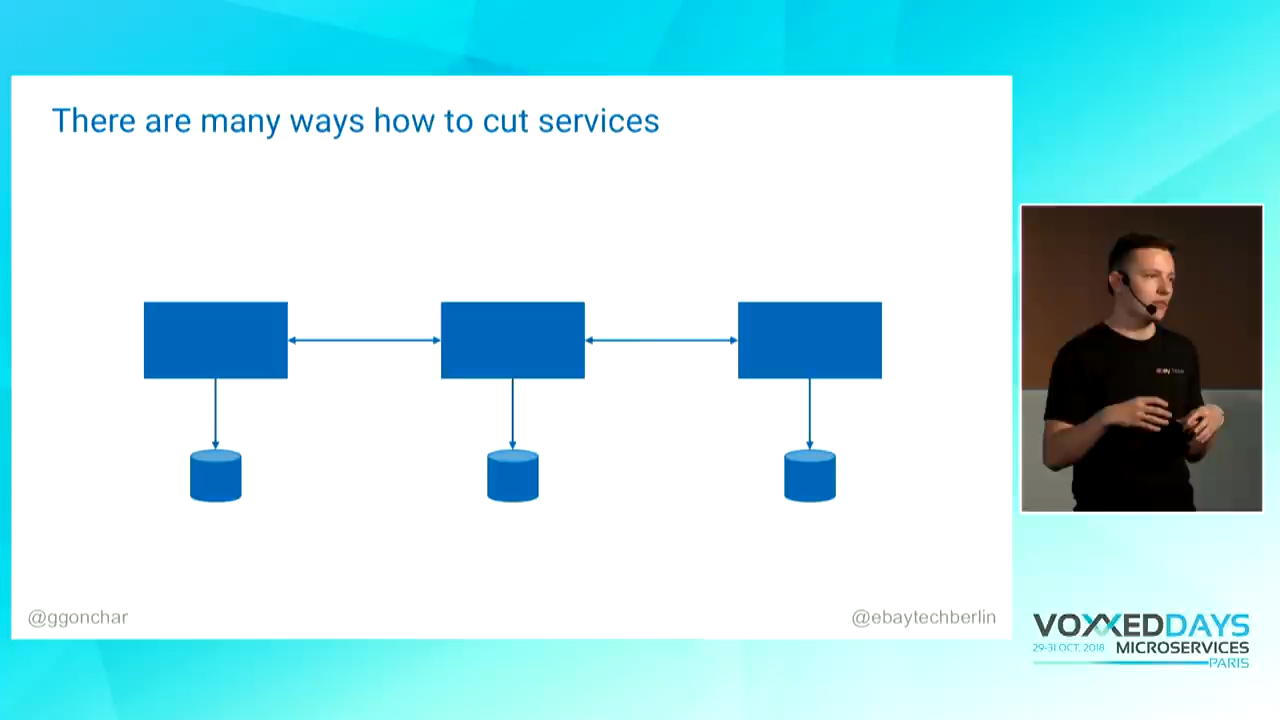 There are many ways how to cut services
@ggonchar
@ebaytechberlin
VOXXEDDAYS
29-31 OCT. 2018 MICROSERVICES
PARIS